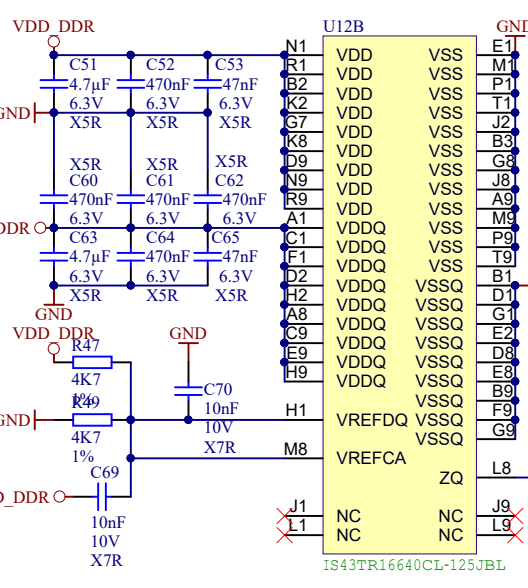 VDD_DDR
U12B
GND
C51
C52
C53
4.7µF
470nF
47nF
6.3V
6.3V
6.3V
X5R
X5R
X5R
GND
X5R
X5R
X5R
C60
C61
C62
470nF
470nF
470nF
6.3V
6.3V
6.3V
DDR
C63
C64
C65
4.7µF
470nF
47nF
6.3V
6.3V
6.3V
X5R
X5R
X5R
GND
VDD_DDR
GND
R47
4K7
1%
R49
GND
4K7
1%
C70
10nF
10V
X7R
C69
D_DDR
10nF
10V
X7R
N1 VDD VSS E1
R1 VDD VSS M1
B2 VDD VSS P1
K2 VDD VSS T1
G7 VDD VSS J2
K8 VDD VSS B3
D9 VDD VSS G8
N9 VDD VSS J8
R9 VDD VSS A9
A1 VDDQ VSS M9
C1 VDDQ VSS P9
F1 VDDQ VSS T9
D2 VDDQ VSSQ B1
H2 VDDQ VSSQ D1
A8 VDDQ VSSQ G1
C9 VDDQ VSSQ E2
E9 VDDQ VSSQ D8
H9 VDDQ VSSQ E8
VSSQ B9
H1 VREFDQ VSSQ F9
VSSQ G9
M8 VREFCA
ZQ L8
J1 NC NC J9
L1 NC NC L9
IS43TR16640CL-125JBL